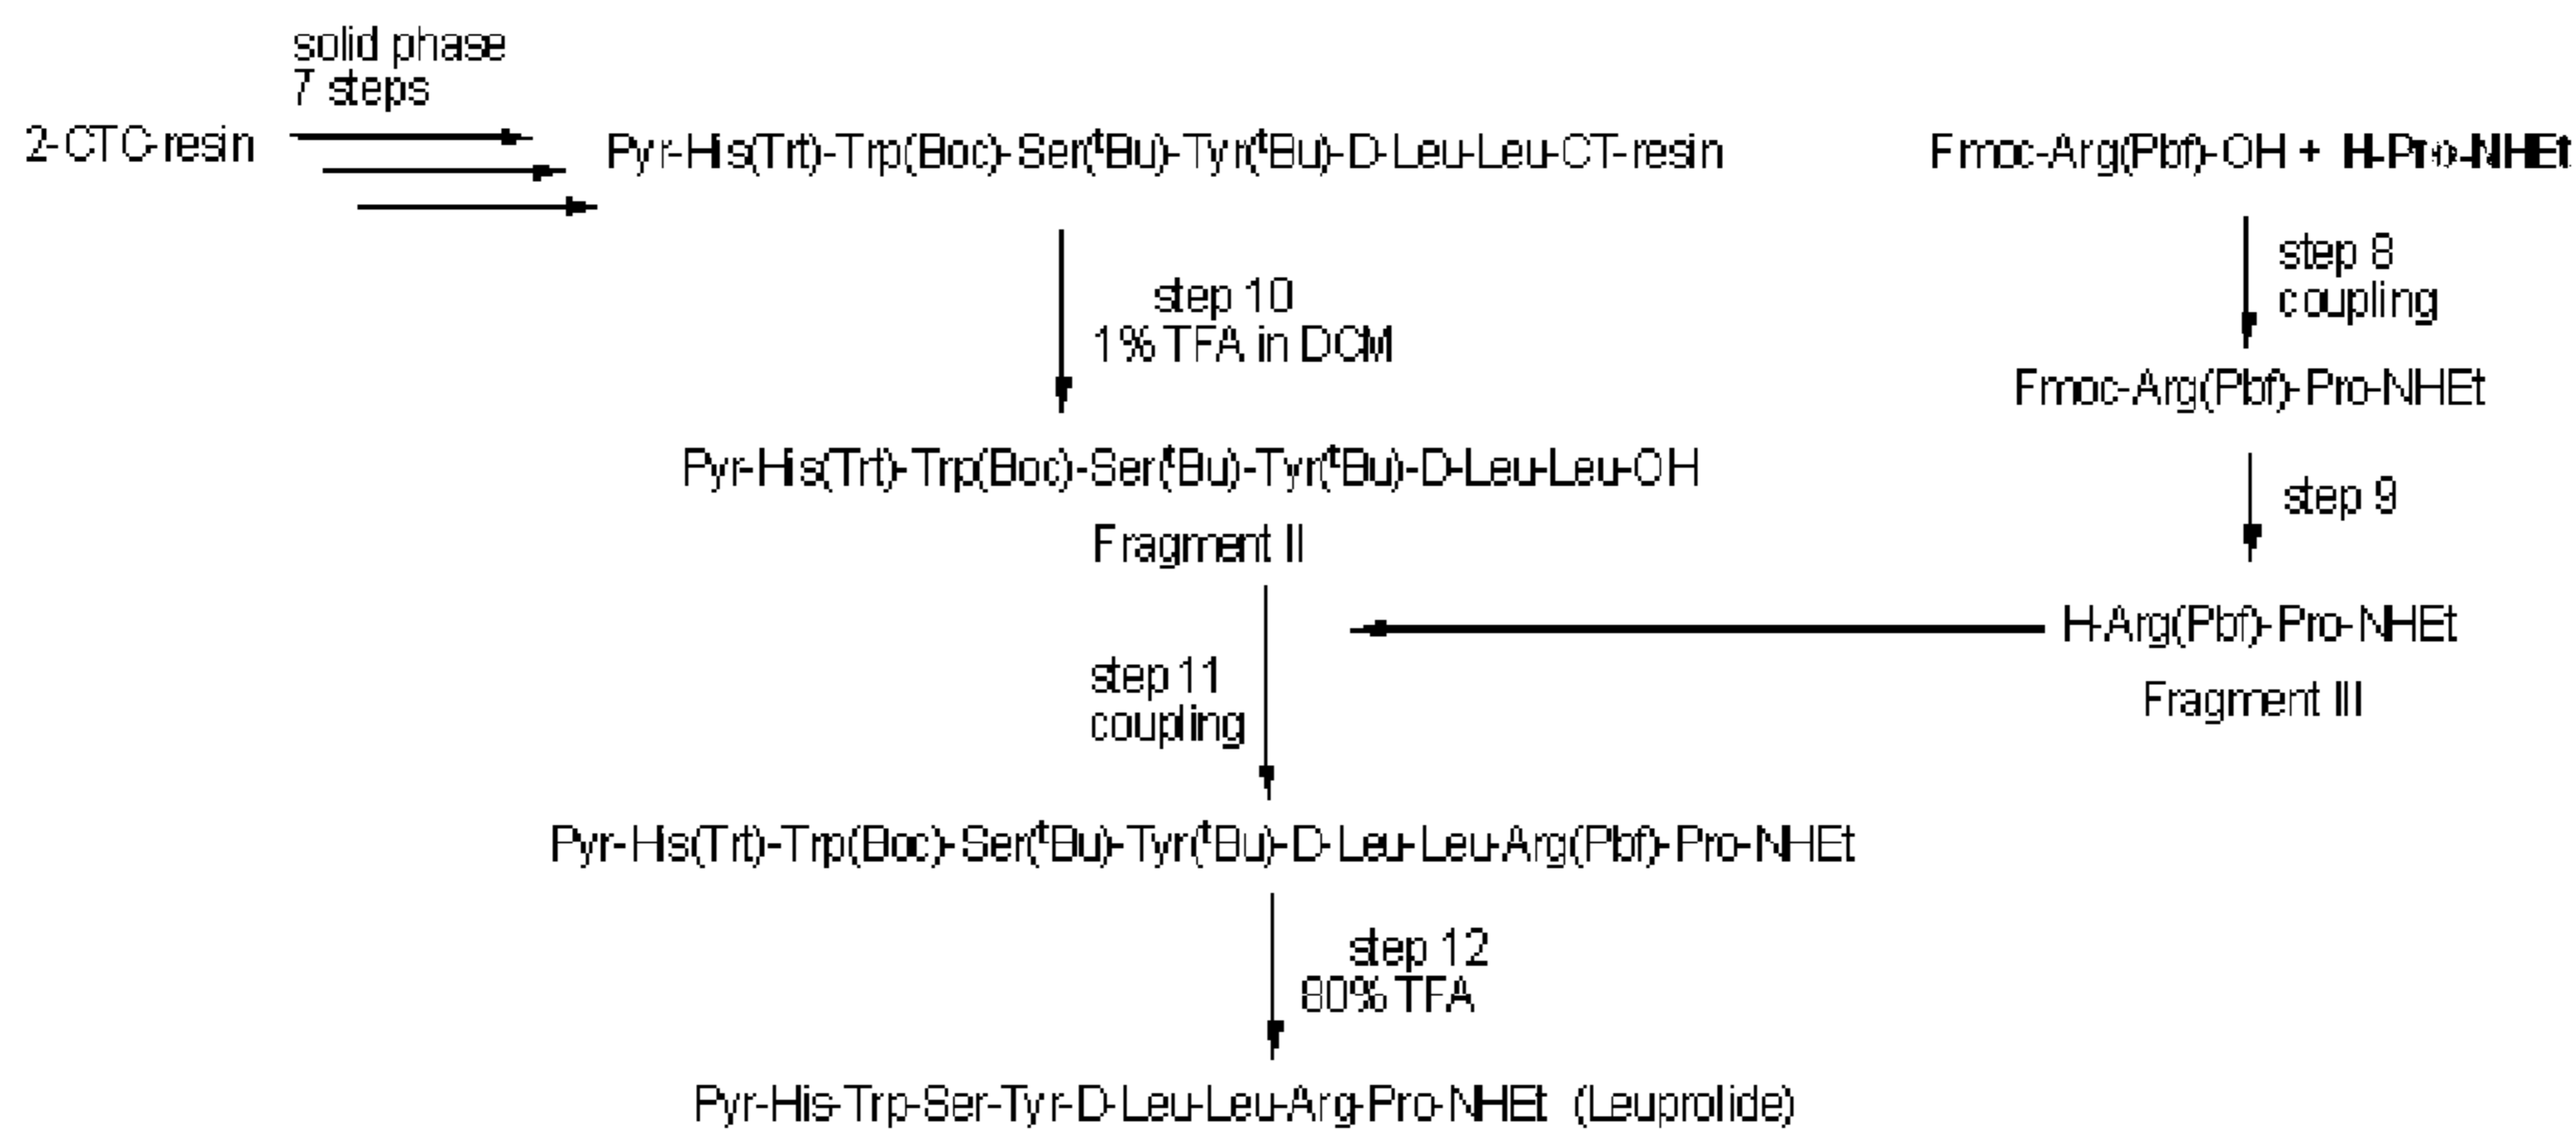 solid phase
7 steps
2-CTC-resin
Pyr-His(Trt)-Trp(Boc)-Ser(ᵗBu)-Tyr(ᵗBu)-D-Leu-Leu-CT-resin
Fmoc-Arg(Pbf)-OH + H-Pro-NHEt
step 8
coupling
step 10
1% TFA in DCM
Fmoc-Arg(Pbf)-Pro-NHEt
Pyr-His(Trt)-Trp(Boc)-Ser(ᵗBu)-Tyr(ᵗBu)-D-Leu-Leu-OH
step 9
Fragment II
H-Arg(Pbf)-Pro-NHEt
step 11
coupling
Fragment III
Pyr-His(Trt)-Trp(Boc)-Ser(ᵗBu)-Tyr(ᵗBu)-D-Leu-Leu-Arg(Pbf)-Pro-NHEt
step 12
80% TFA
Pyr-His-Trp-Ser-Tyr-D-Leu-Leu-Arg-Pro-NHEt (Leuprolide)